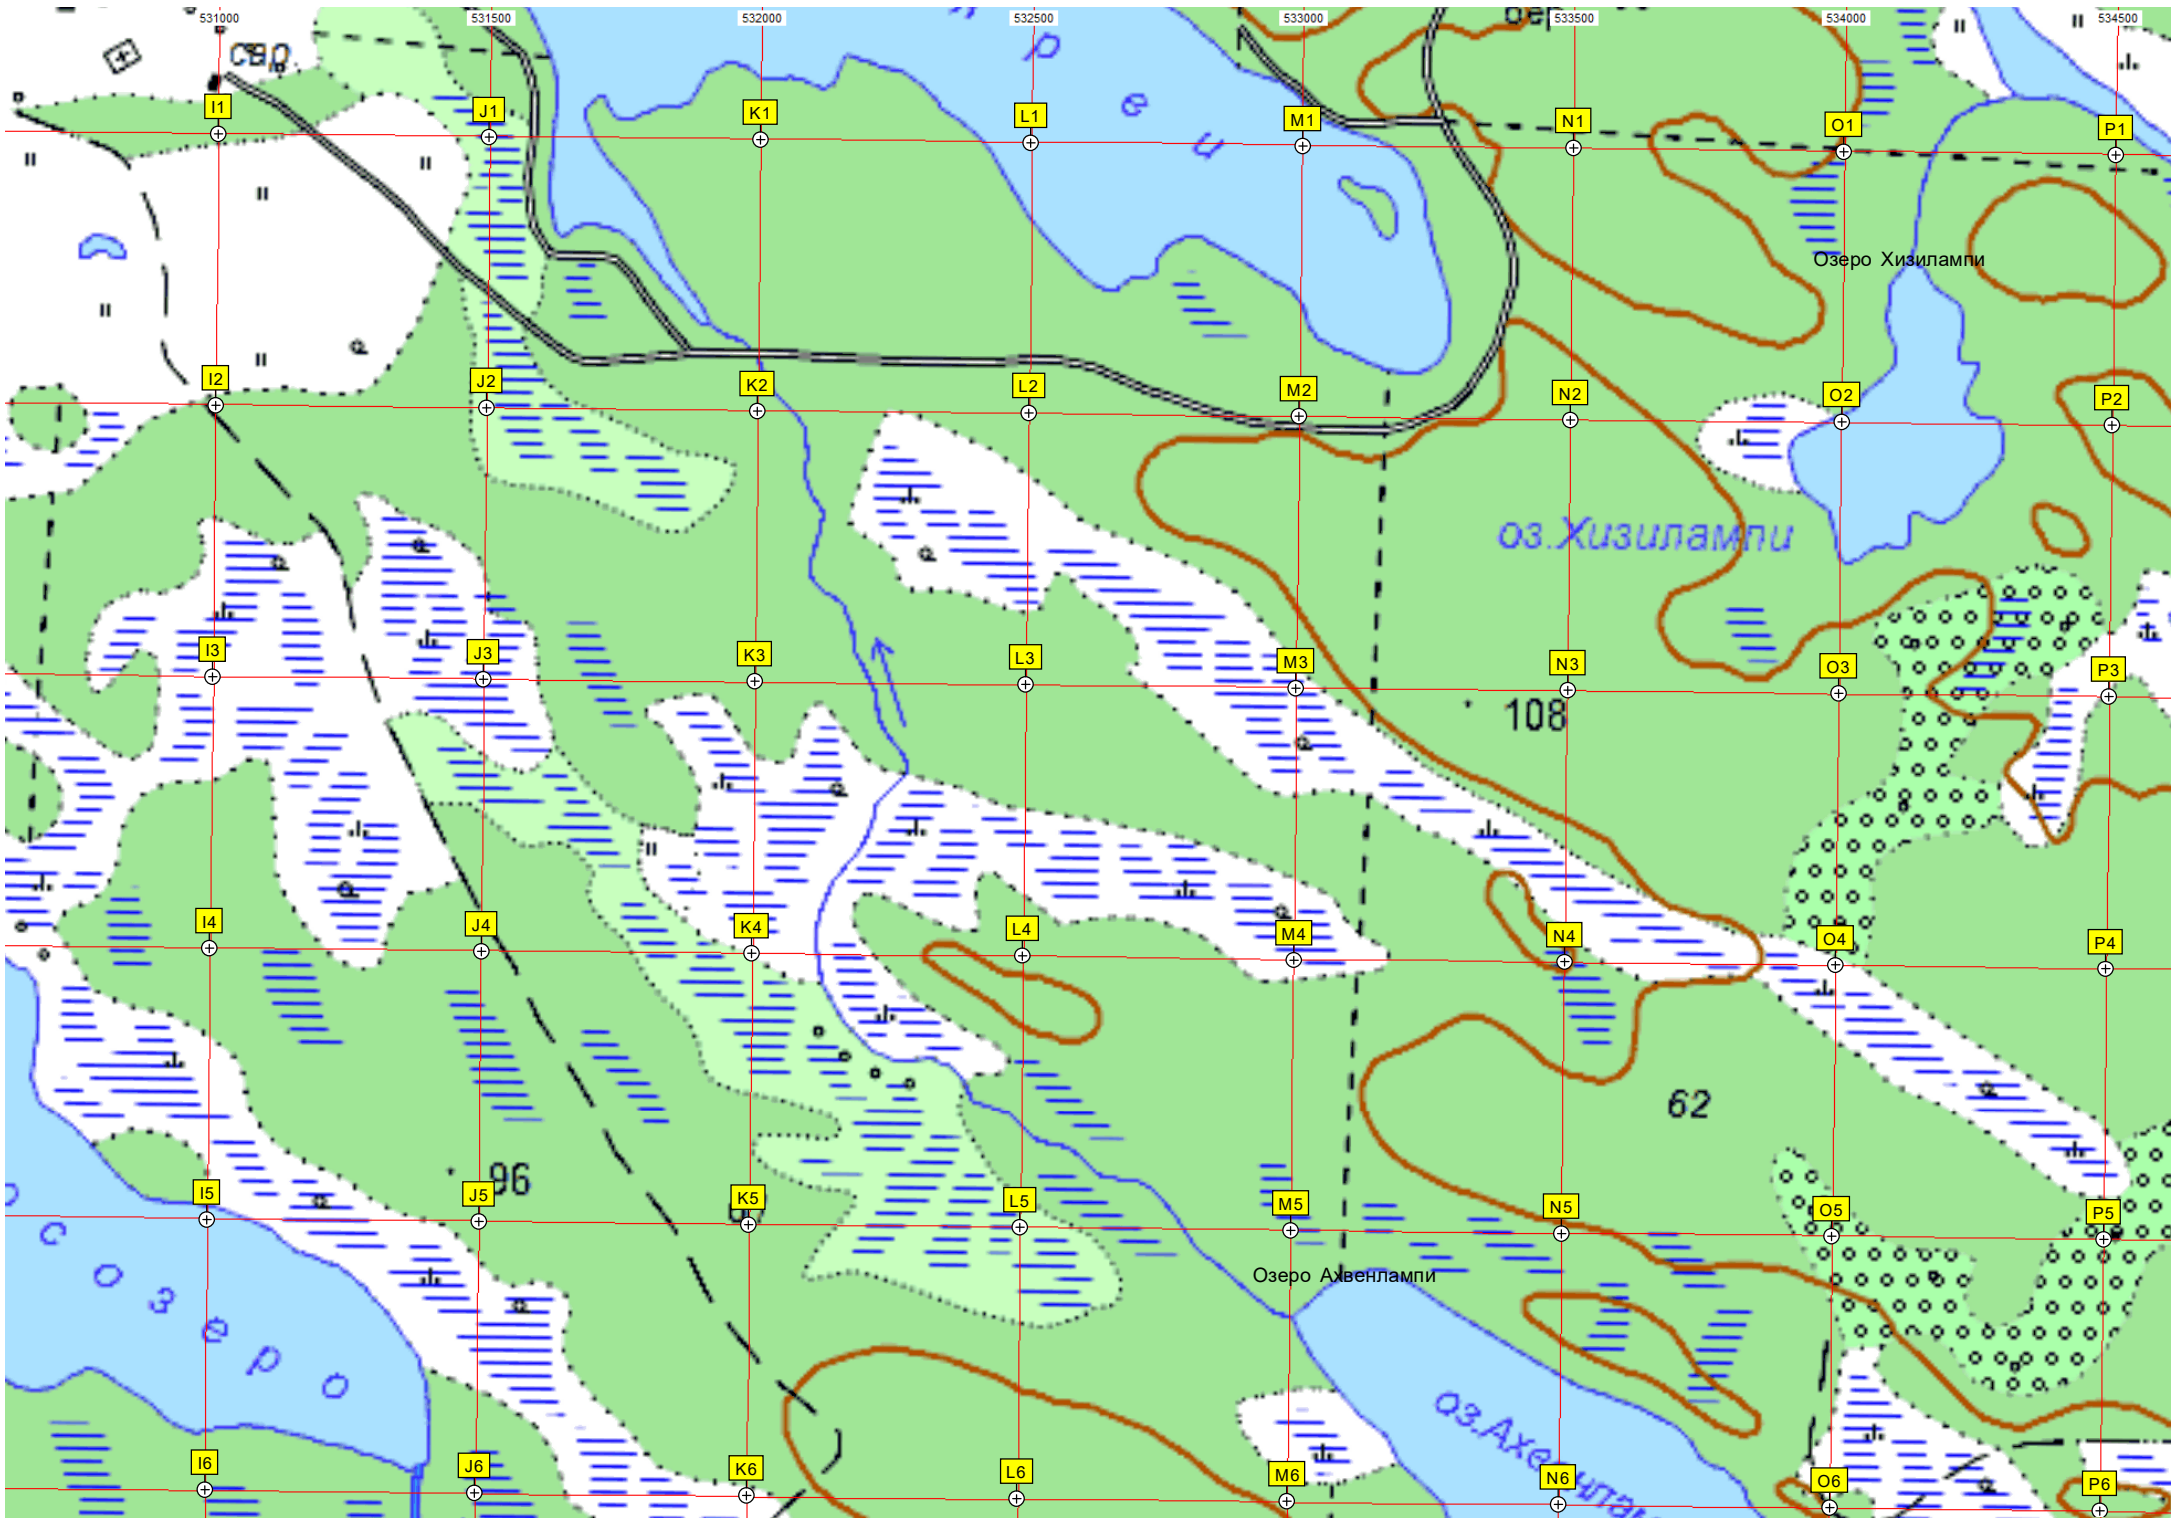 531000 531500 532000 532500 533000 533500 534000 534500
сар.
р
е
и
I1 J1 K1 L1 M1 N1 O1 P1
Озеро Хизилампи
I2 J2 K2 L2 M2 N2 O2 P2
оз.Хизилампи
I3 J3 K3 L3 M3 N3 O3 P3
108
I4 J4 K4 L4 M4 N4 O4 P4
62
96
I5 J5 K5 L5 M5 N5 O5 P5
Озеро Ахвенлампи
с о з е р о
оз.Ахвенлам
I6 J6 K6 L6 M6 N6 O6 P6